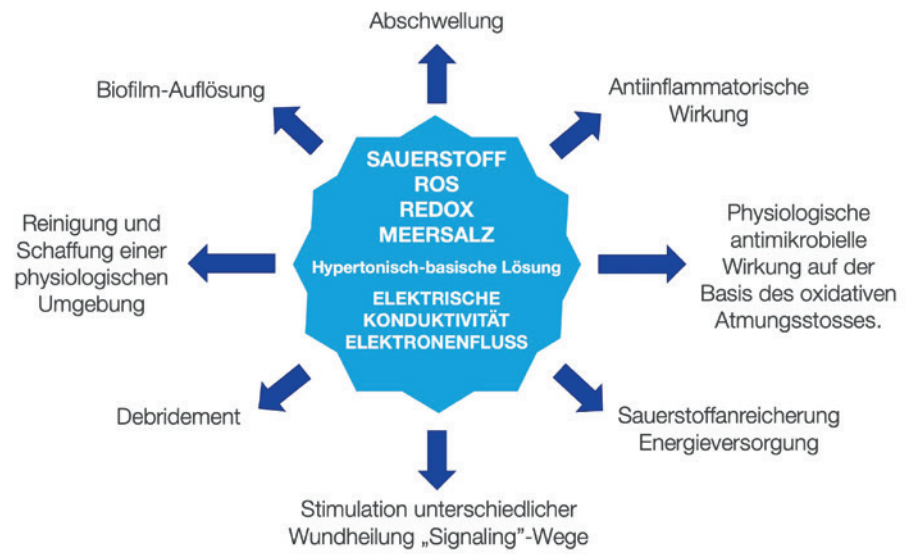 Abschwellung
Biofilm-Auflösung
Antiinflammatorische
Wirkung
SAUERSTOFF
ROS
REDOX
MEERSALZ
Hypertonisch-basische Lösung
ELEKTRISCHE
KONDUKTIVITÄT
ELEKTRONENFLUSS
Reinigung und
Schaffung einer
physiologischen
Umgebung
Physiologische
antimikrobielle
Wirkung auf der
Basis des oxidativen
Atmungsstosses.
Debridement
Sauerstoffanreicherung
Energieversorgung
Stimulation unterschiedlicher
Wundheilung „Signaling”-Wege